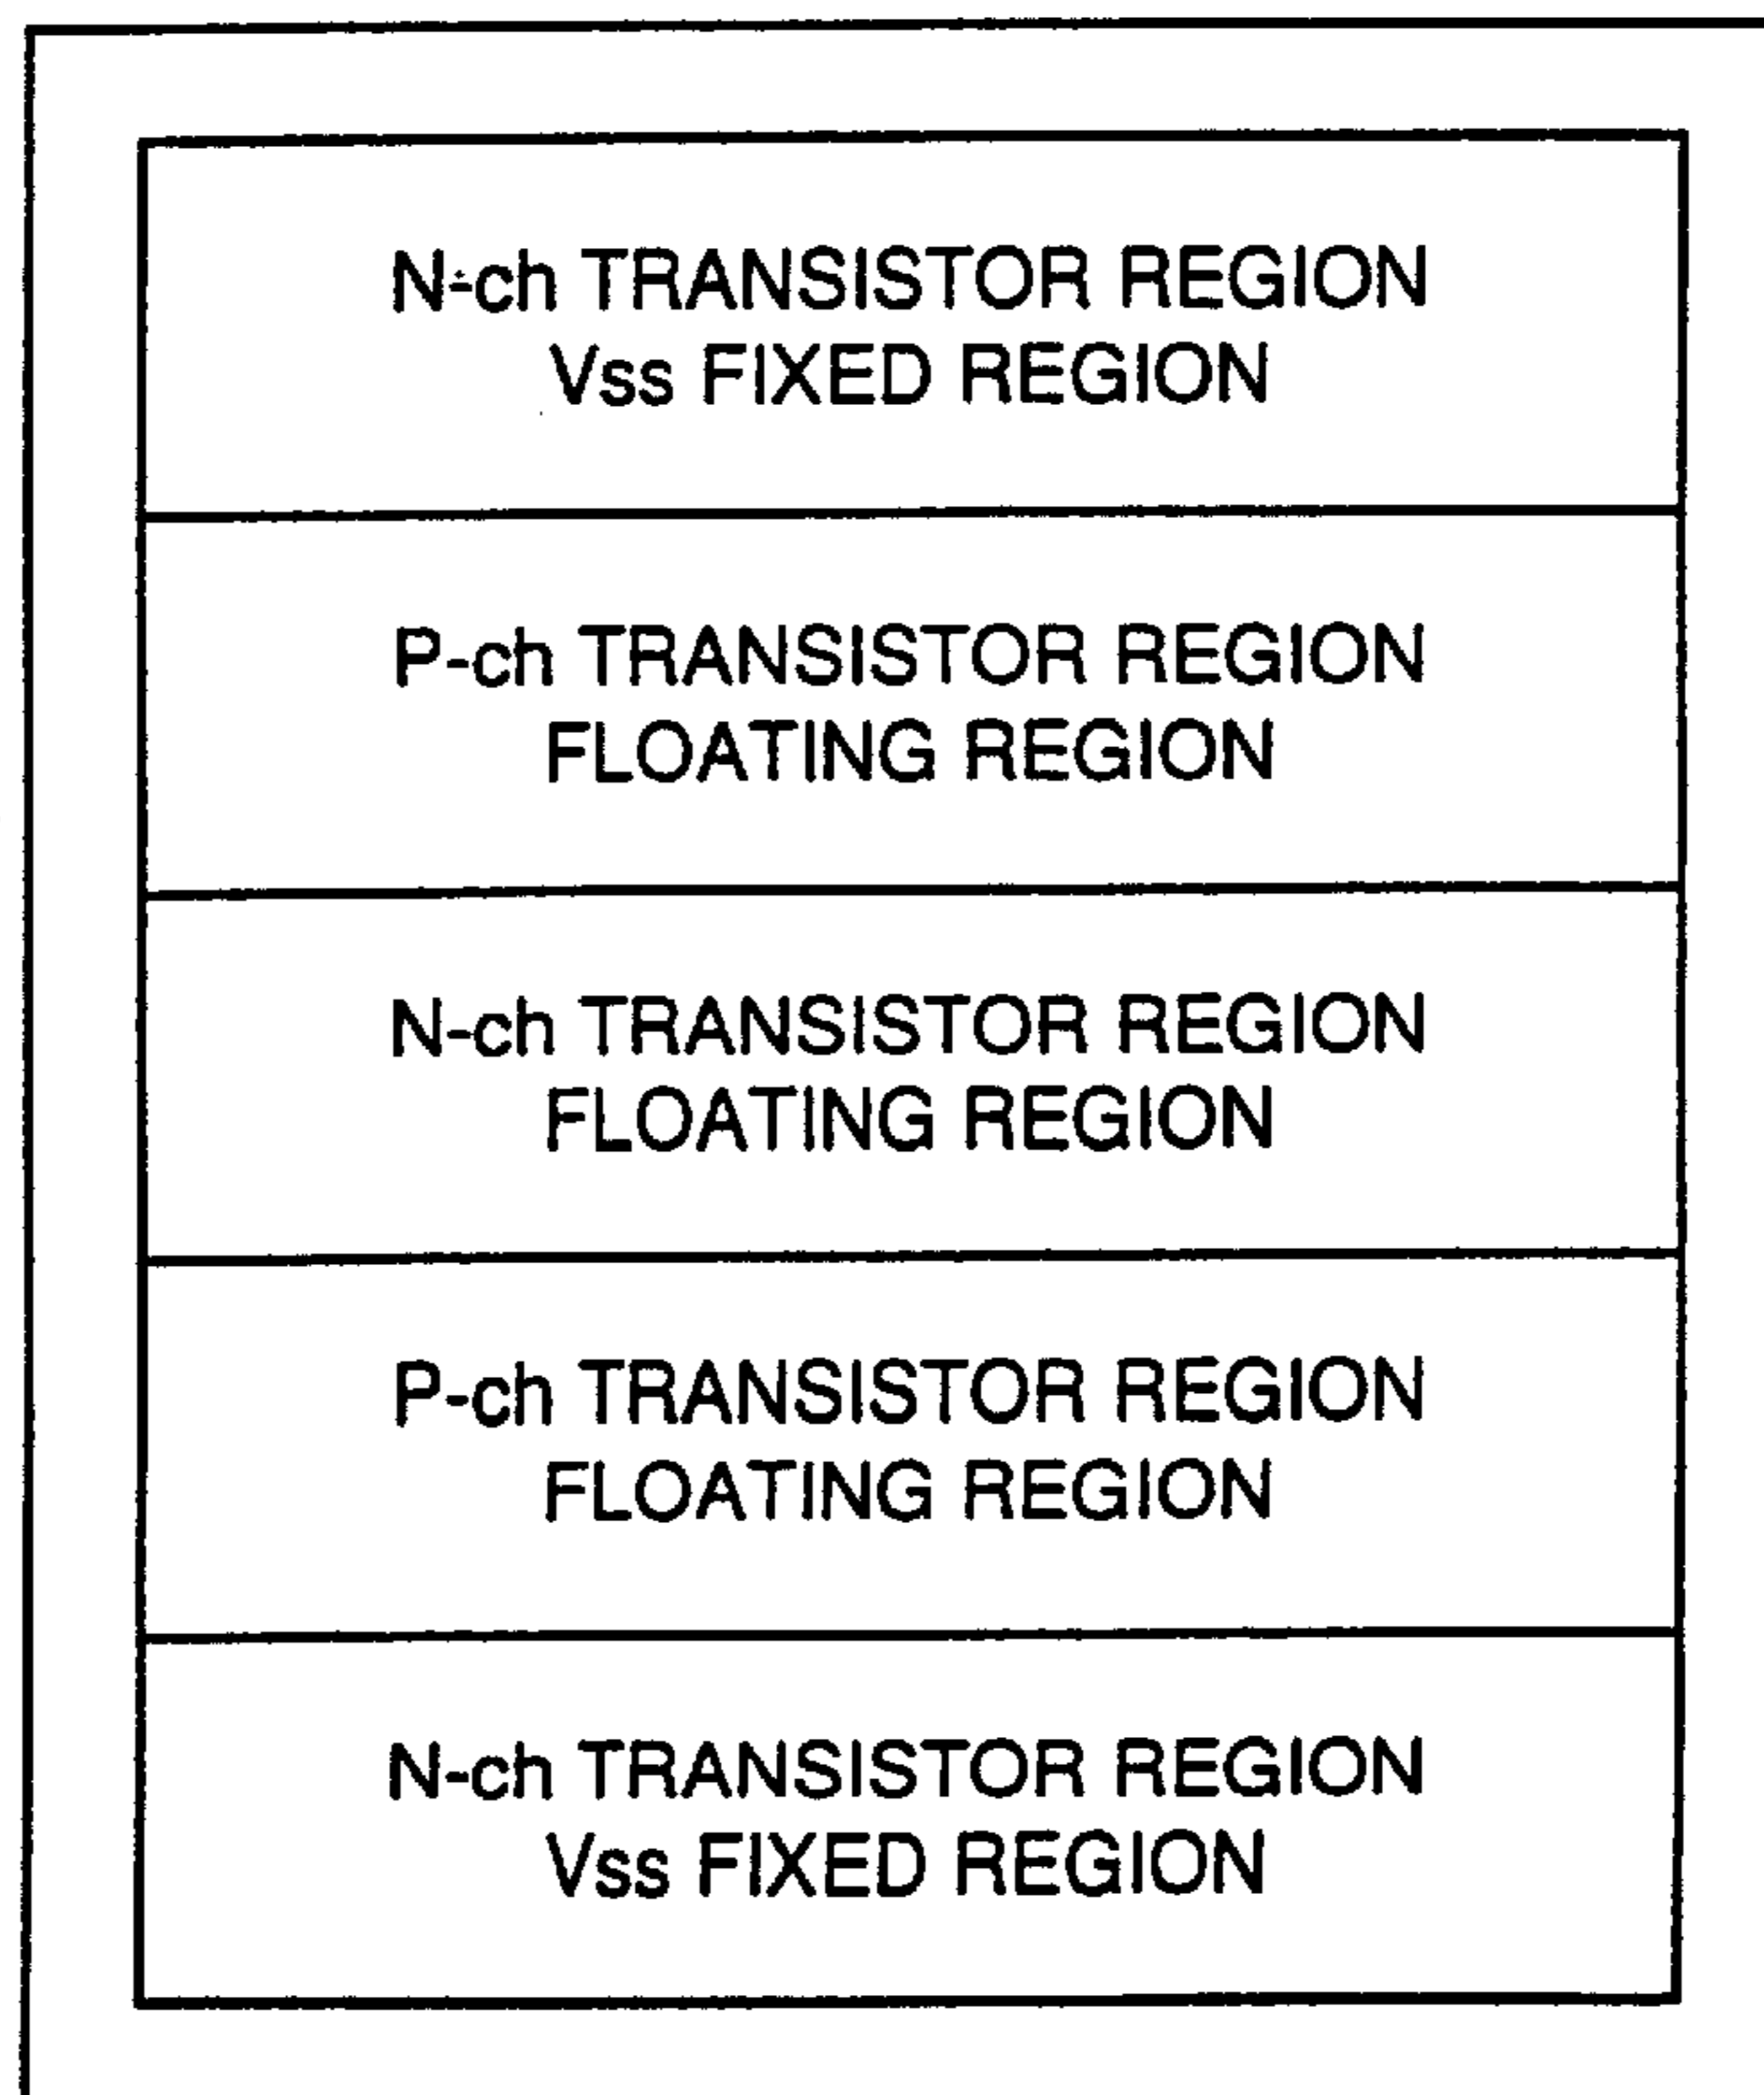 N-ch TRANSISTOR REGION
Vss FIXED REGION
P-ch TRANSISTOR REGION
FLOATING REGION
N-ch TRANSISTOR REGION
FLOATING REGION
P-ch TRANSISTOR REGION
FLOATING REGION
N-ch TRANSISTOR REGION
Vss FIXED REGION